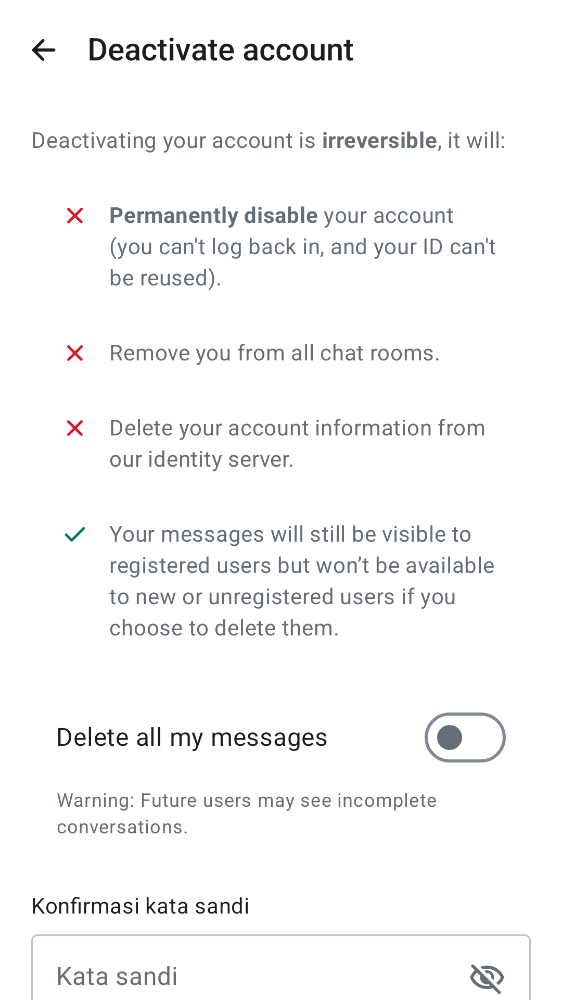 Deactivate account
Deactivating your account is irreversible, it will:
Permanently disable your account
(you can't log back in, and your ID can't
be reused).
Remove you from all chat rooms.
Delete your account information from
our identity server.
Your messages will still be visible to
registered users but won’t be available
to new or unregistered users if you
choose to delete them.
Delete all my messages
Warning: Future users may see incomplete
conversations.
Konfirmasi kata sandi
Kata sandi